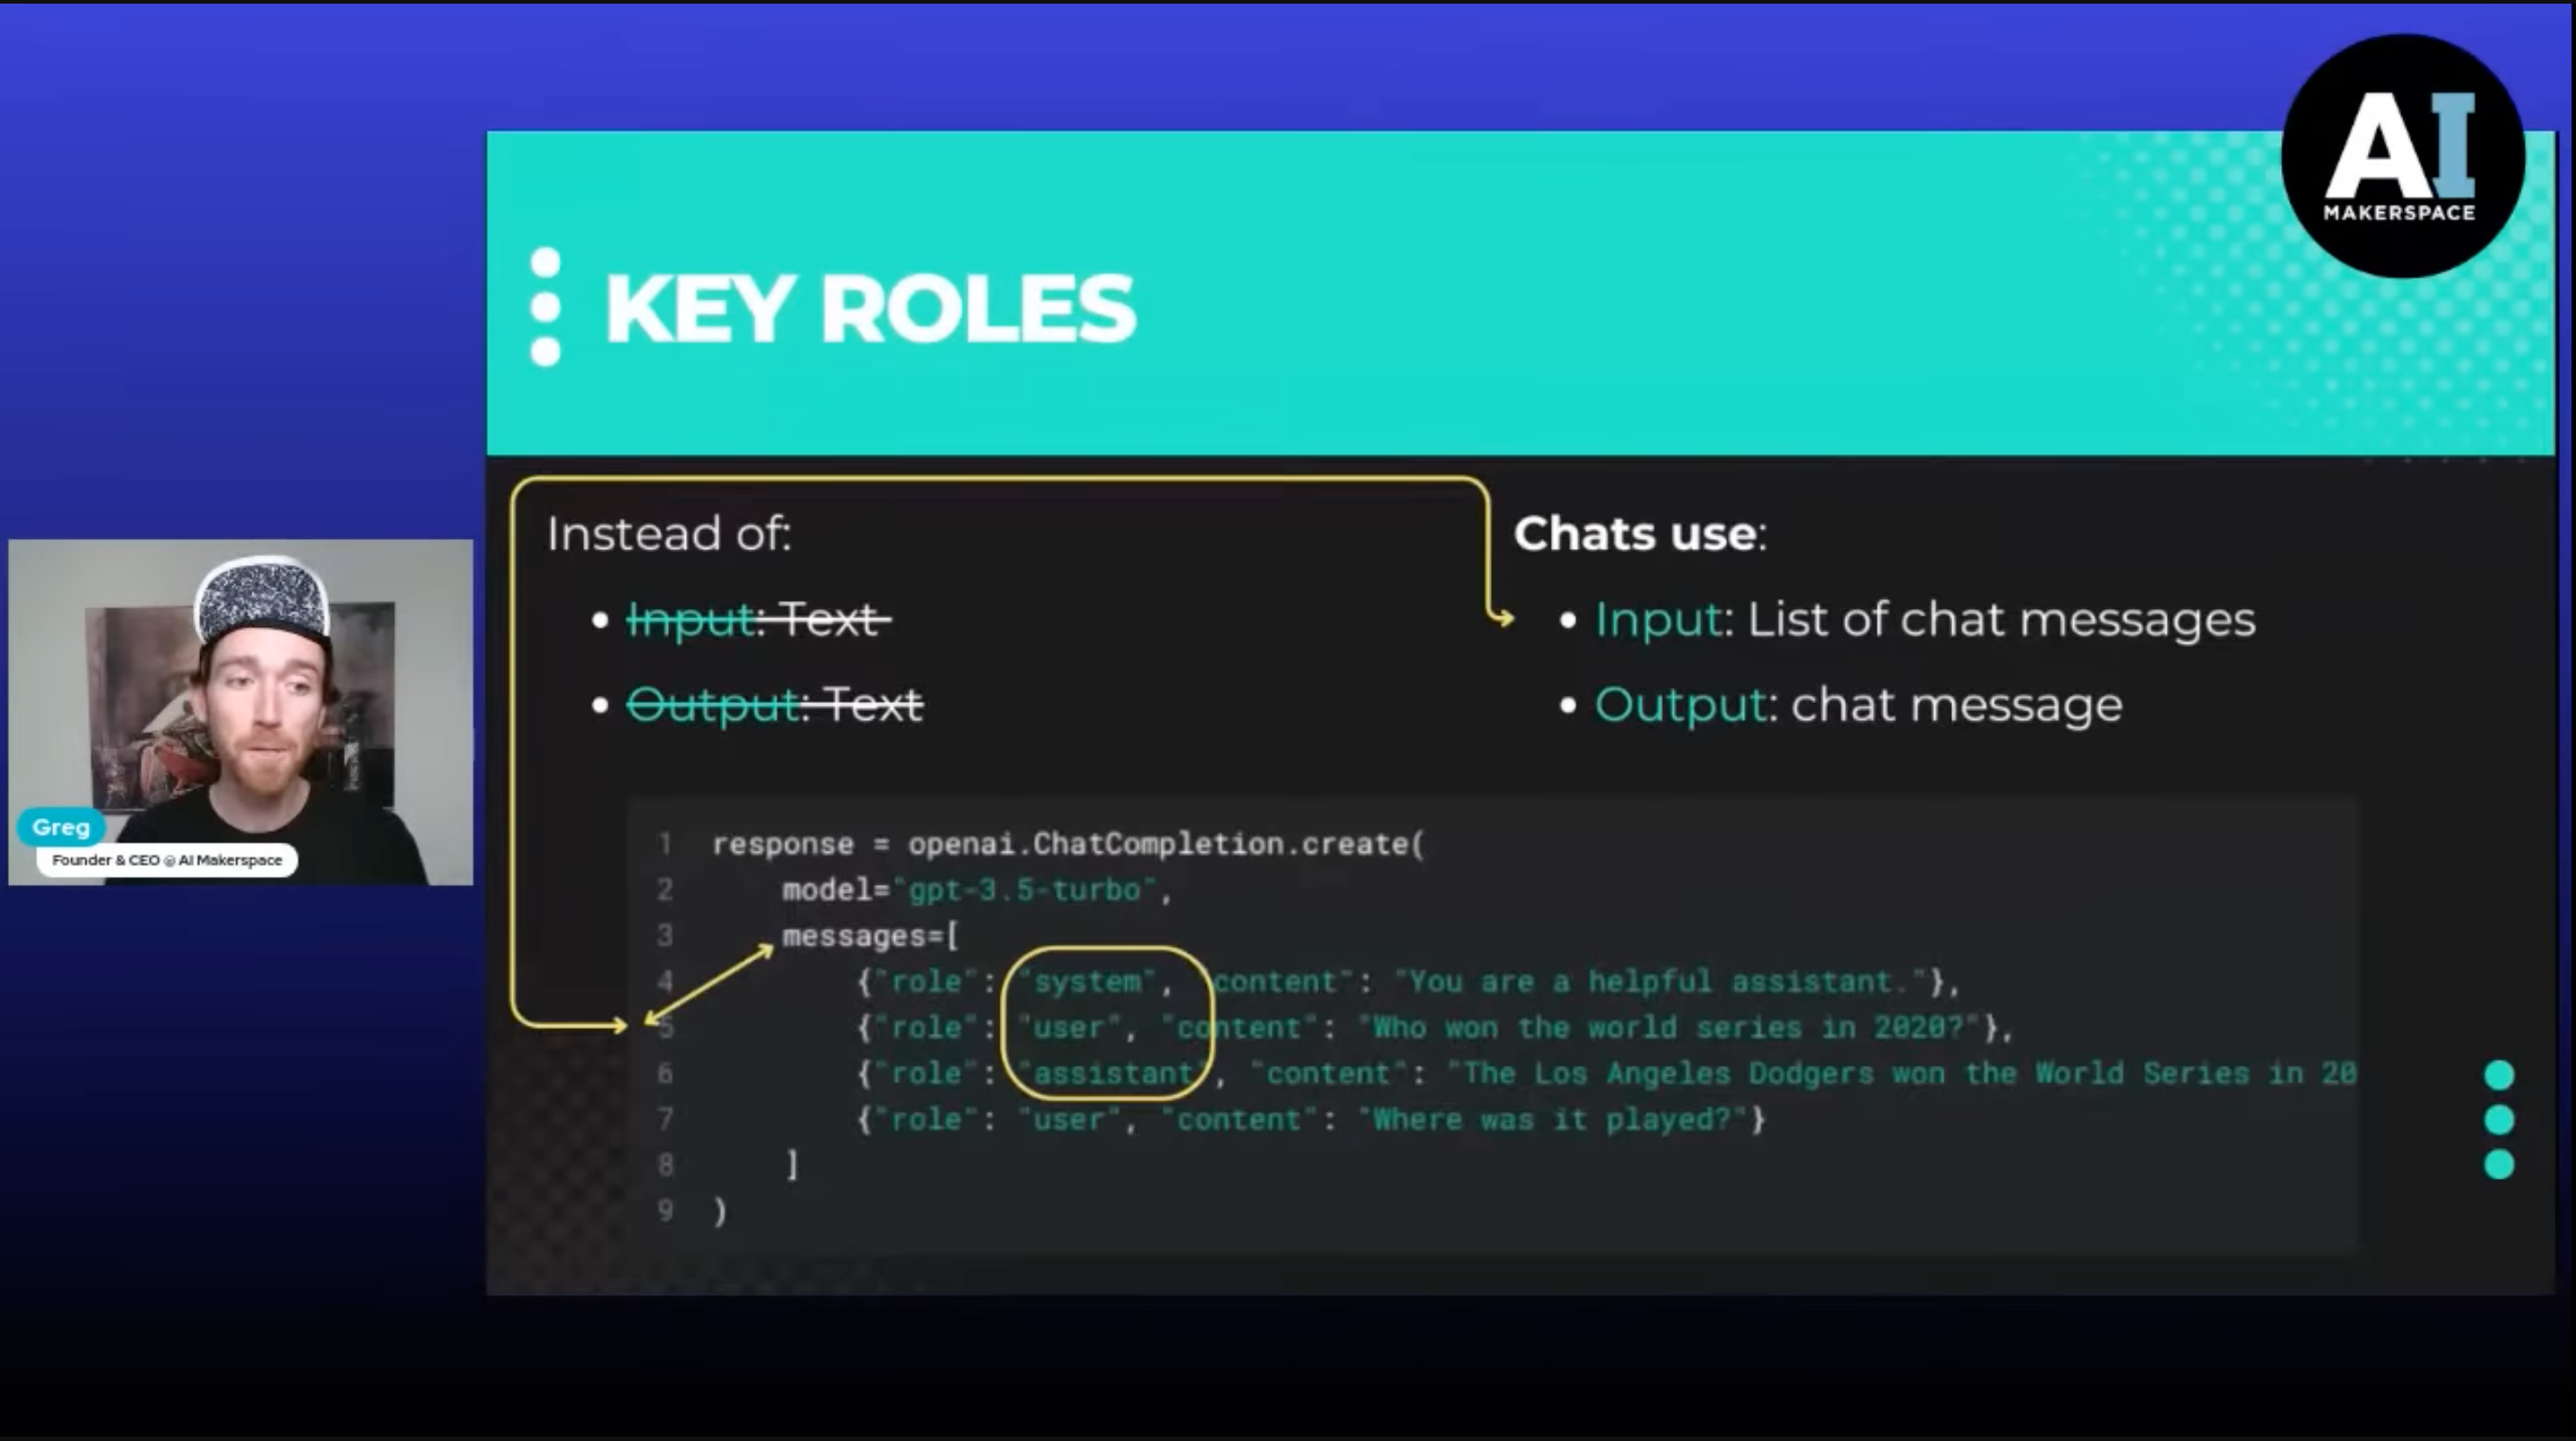 AI
MAKERSPACE
KEY ROLES
Instead of:
• Input: Text
• Output: Text
Chats use:
• Input: List of chat messages
• Output: chat message
1 response = openai.ChatCompletion.create(
2 model="gpt-3.5-turbo",
3 messages=[
4 {"role": "system", "content": "You are a helpful assistant."},
5 {"role": "user", "content": "Who won the world series in 2020?"},
6 {"role": "assistant", "content": "The Los Angeles Dodgers won the World Series in 20
7 {"role": "user", "content": "Where was it played?"}
8 ]
9 )
Greg
Founder & CEO @ AI Makerspace